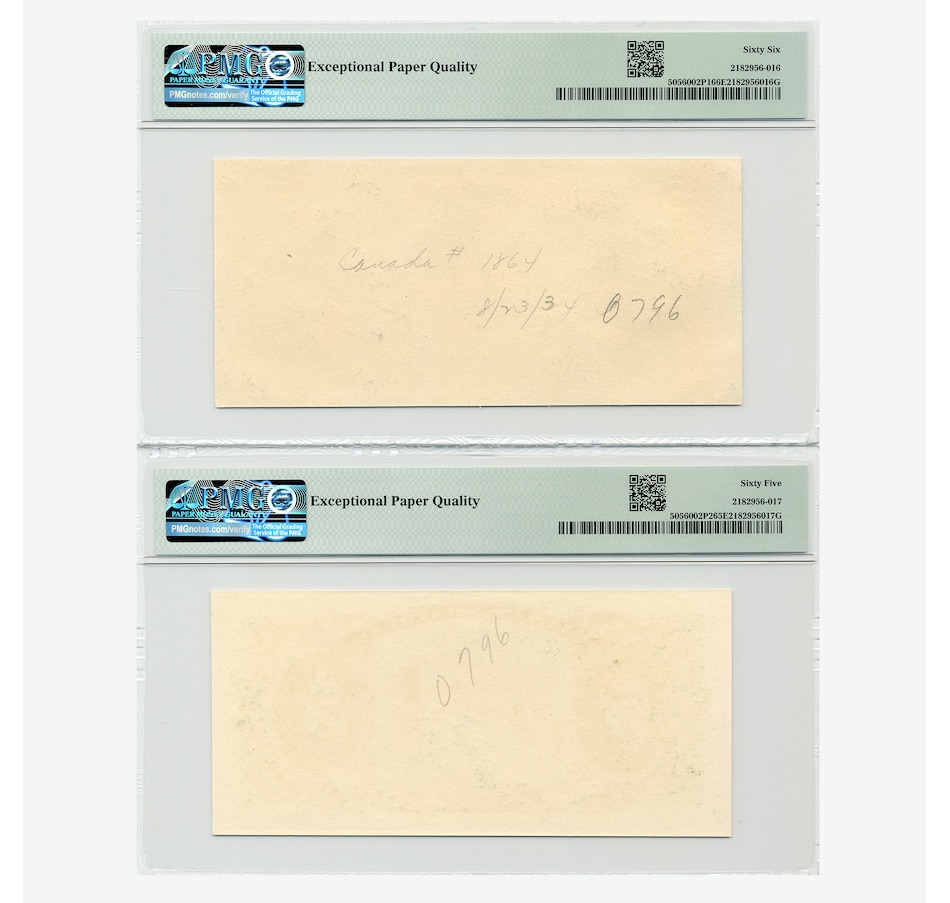 PMG
PAPER MONEY GUARANTY
PMGnotes.com/verify
The Official Grading
Service of the PNG
Exceptional Paper Quality
Sixty Six
2182956-016
5056002P166E2182956016G
Canada # 1864
8/23/34 0796
PMG
PAPER MONEY GUARANTY
PMGnotes.com/verify
The Official Grading
Service of the PNG
Exceptional Paper Quality
Sixty Five
2182956-017
5056002P265E2182956017G
0796